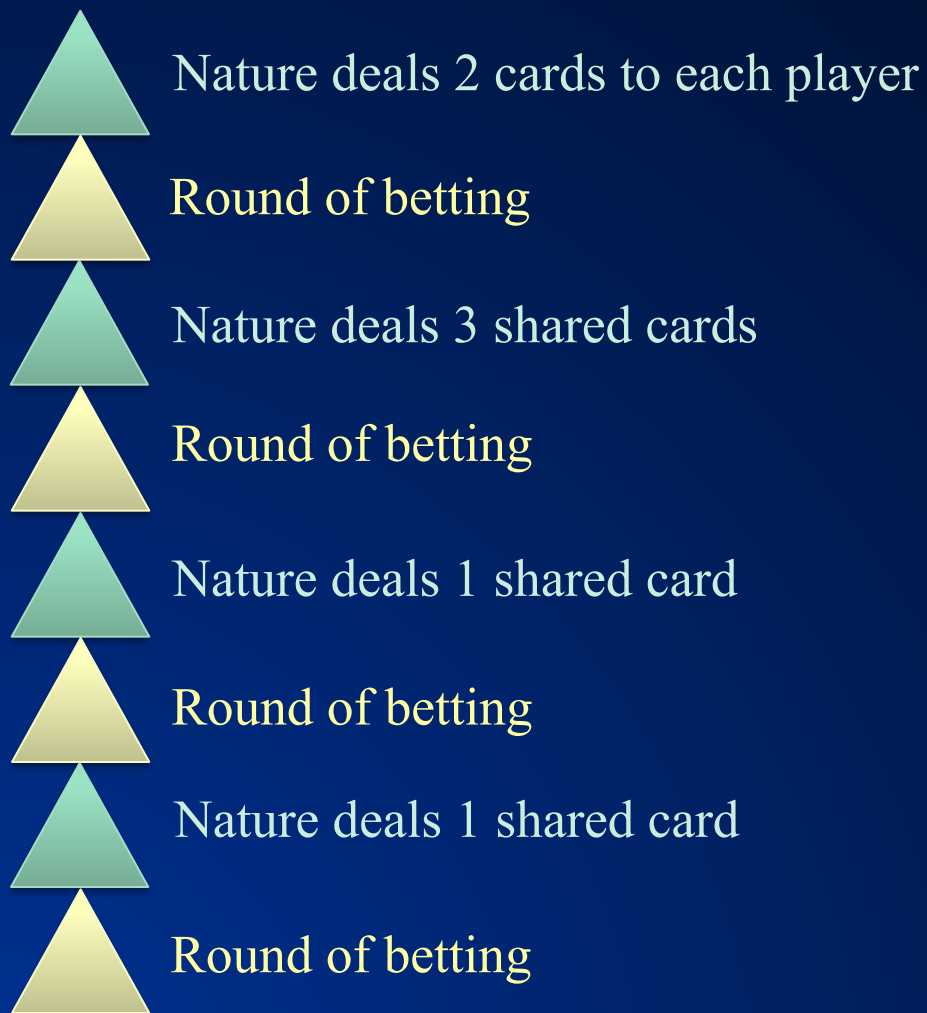 Nature deals 2 cards to each player
Round of betting
Nature deals 3 shared cards
Round of betting
Nature deals 1 shared card
Round of betting
Nature deals 1 shared card
Round of betting